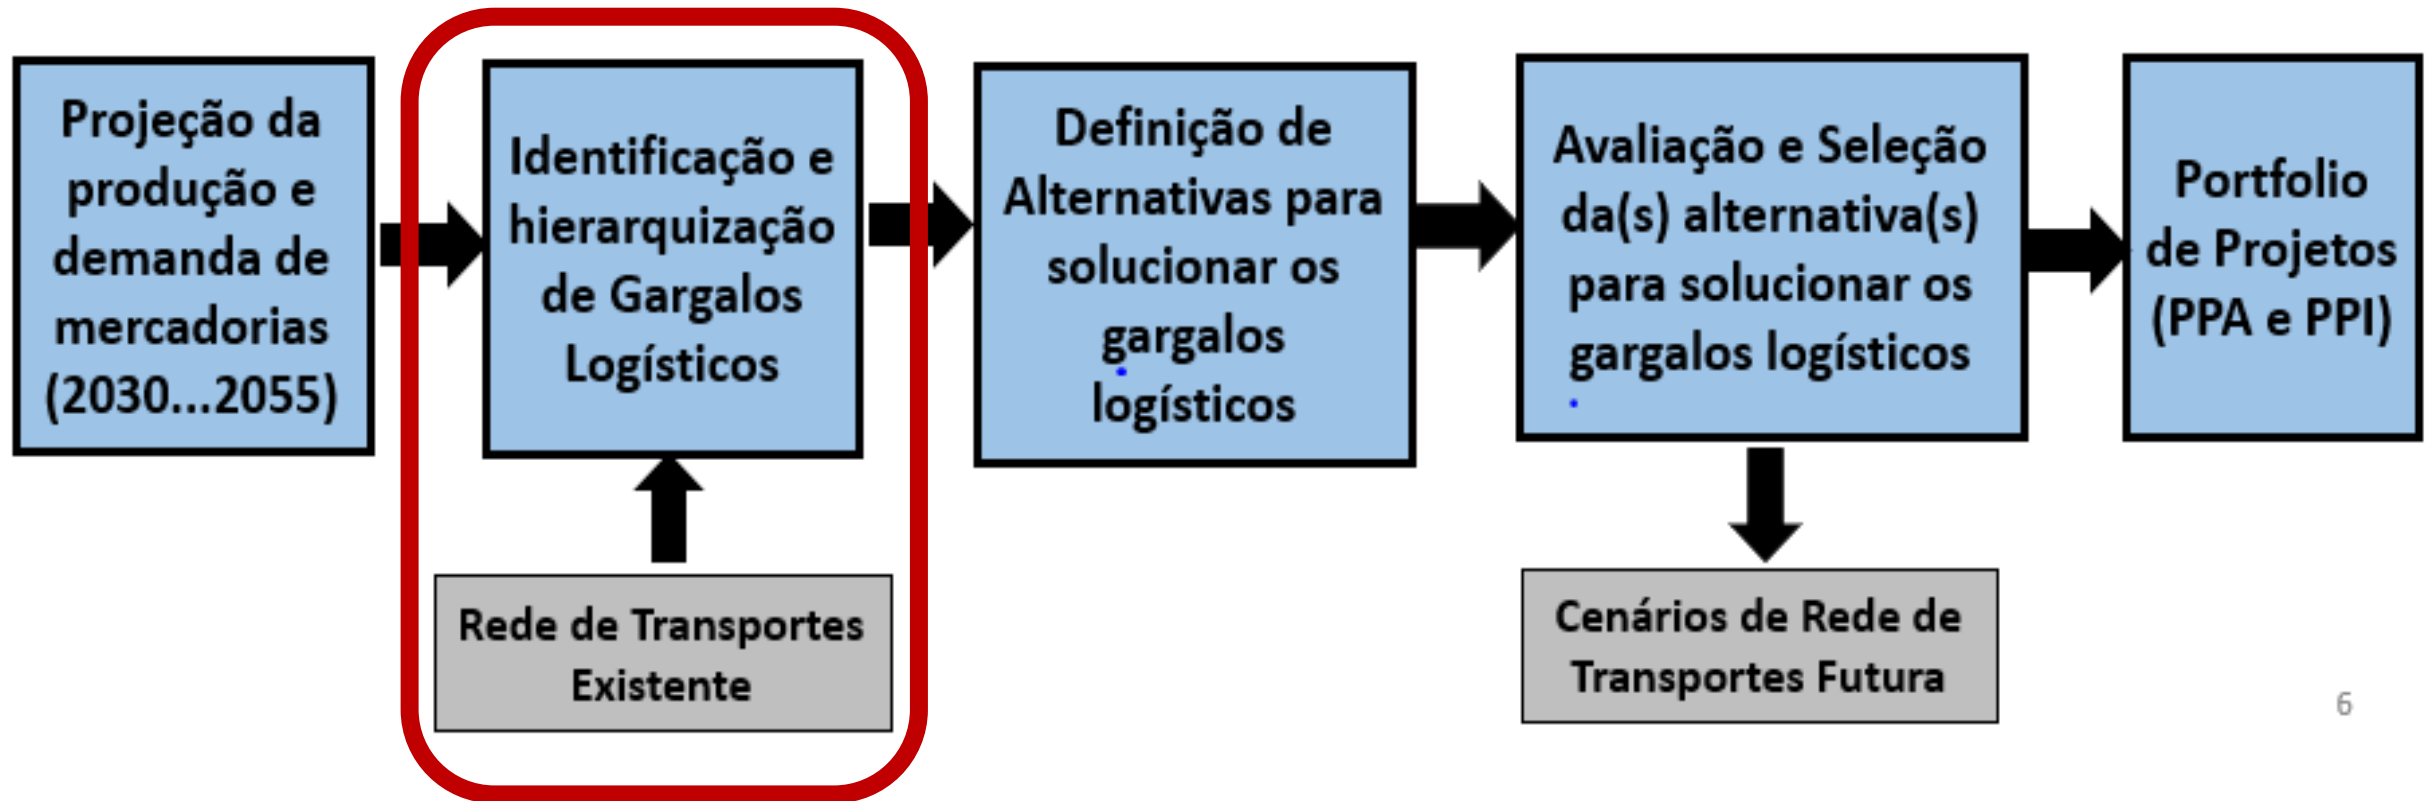 Projeção da
produção e
demanda de
mercadorias
(2030...2055)
Identificação e
hierarquização
de Gargalos
Logísticos
Rede de Transportes
Existente
Definição de
Alternativas para
solucionar os
gargalos
logísticos
Avaliação e Seleção
da(s) alternativa(s)
para solucionar os
gargalos logísticos
Cenários de Rede de
Transportes Futura
Portfolio
de Projetos
(PPA e PPI)
6